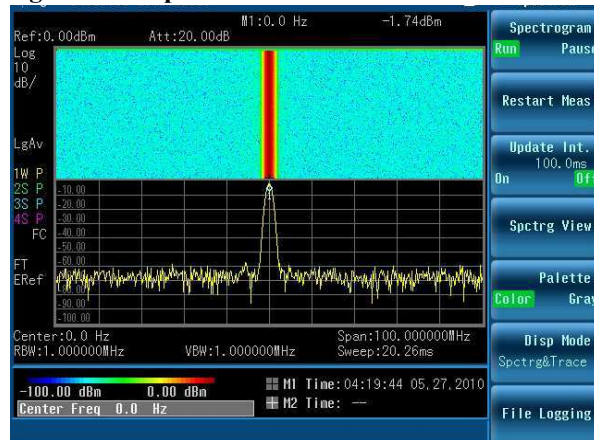 M1:0.0 Hz -1.74dBm
Ref:0.00dBm Att:20.00dB
Log
10
dB/
LgAv
1W P
2S P
3S P
4S P
FC
FT
ERef
-10.00
-20.00
-30.00
-40.00
-50.00
-60.00
-90.00
-100.00
Center:0.0 Hz Span:100.000000MHz
RBW:1.000000MHz VBW:1.000000MHz Sweep:20.26ms
-100.00 dBm 0.00 dBm
Center Freq 0.0 Hz
M1 Time:04:19:44 05,27,2010
M2 Time: --
Spectrogram
Run Pause
Restart Meas
Update Int.
100.0ms
On Off
Spctrg View
Palette
Color Gray
Disp Mode
Spctrg&Trace
File Logging